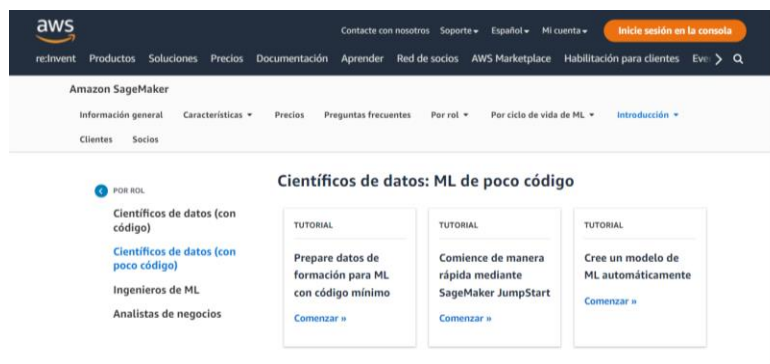 aws
Contacte con nosotros Soporte Español Mi cuenta Inicie sesión en la consola
re:Invent Productos Soluciones Precios Documentación Aprender Red de socios AWS Marketplace Habilitación para clientes
Amazon SageMaker
Información general Características Precios Preguntas frecuentes Por rol Por ciclo de vida de ML Introducción
Clientes Socios
POR ROL
Científicos de datos (con
código)
Científicos de datos (con
poco código)
Ingenieros de ML
Analistas de negocios
Científicos de datos: ML de poco código
TUTORIAL
Prepare datos de
formación para ML
con código mínimo
Comenzar »
TUTORIAL
Comience de manera
rápida mediante
SageMaker JumpStart
Comenzar »
TUTORIAL
Cree un modelo de
ML automáticamente
Comenzar »